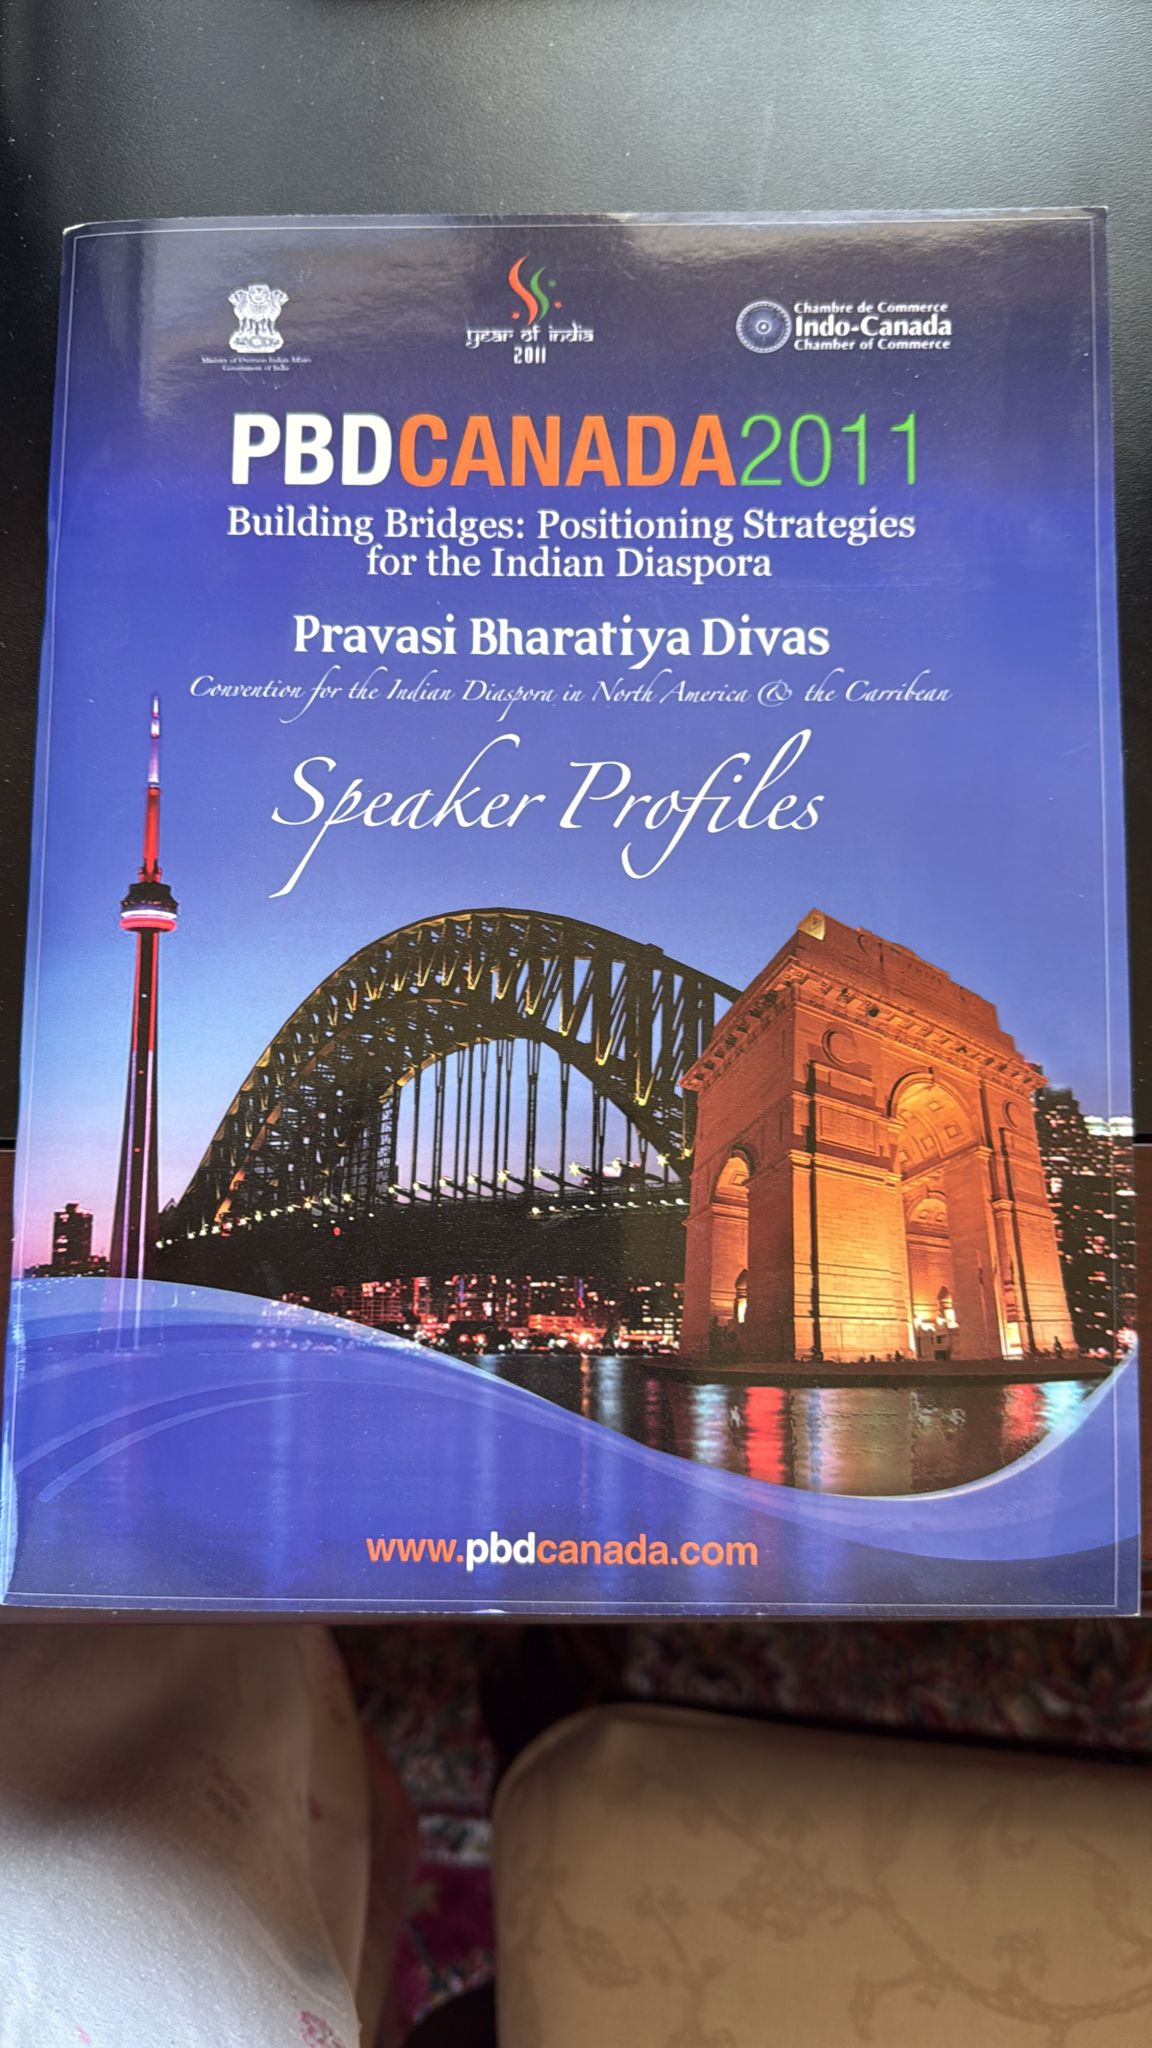 Ministry of Overseas Indian Affairs
Government of India
year of india
2011
Chambre de Commerce
Indo-Canada
Chamber of Commerce
PBDCANADA2011
Building Bridges: Positioning Strategies
for the Indian Diaspora
Pravasi Bharatiya Divas
Convention for the Indian Diaspora in North America & the Carribean
Speaker Profiles
www.pbdcanada.com